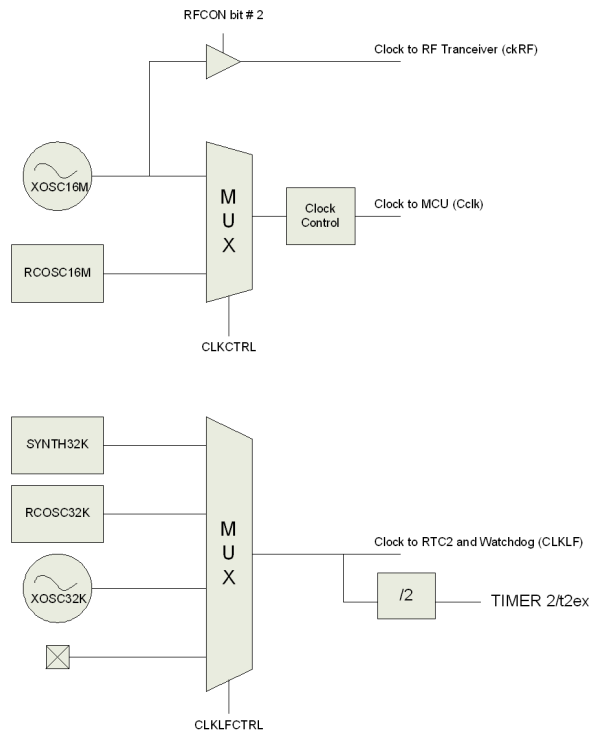 RFCON bit # 2
Clock to RF Tranceiver (ckRF)
XOSC16M
M
U
X
Clock
Control
Clock to MCU (Cclk)
RCOSC16M
CLKCTRL
SYNTH32K
RCOSC32K
M
U
X
Clock to RTC2 and Watchdog (CLKLF)
XOSC32K
/2
TIMER 2/t2ex
CLKLFCTRL